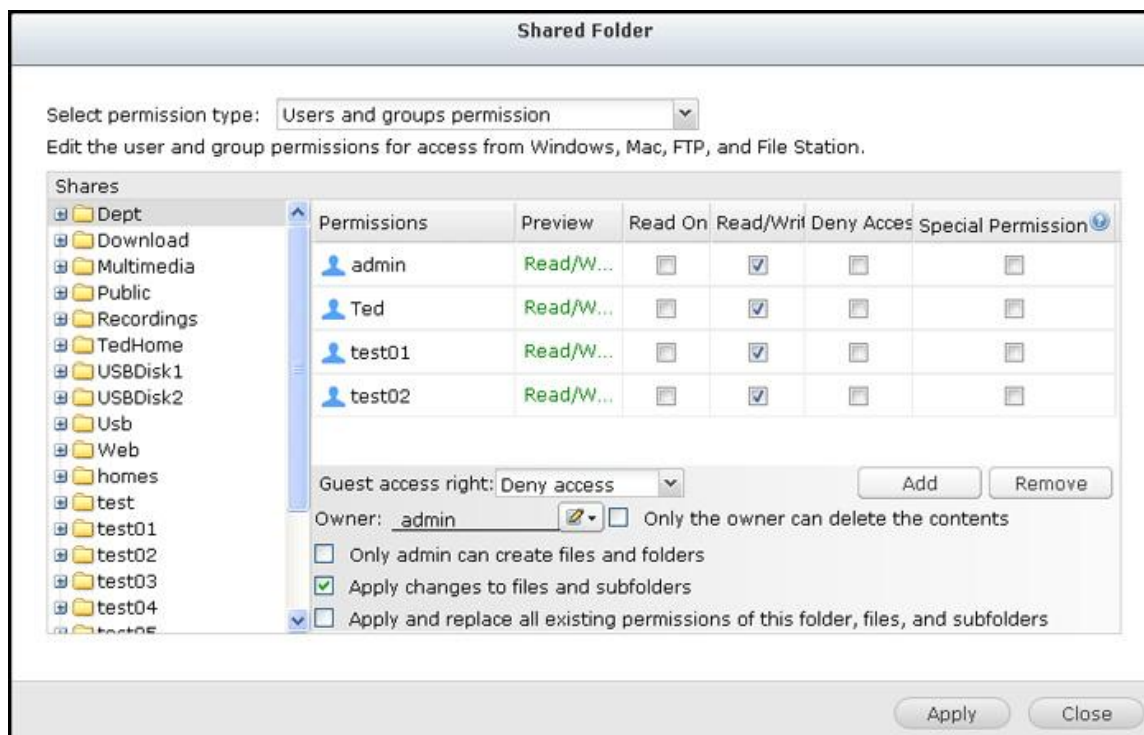 Shared Folder
Select permission type: Users and groups permission
Edit the user and group permissions for access from Windows, Mac, FTP, and File Station.
Shares
Dept
Download
Multimedia
Public
Recordings
TedHome
USBDisk1
USBDisk2
Usb
Web
homes
test
test01
test02
test03
test04
test05
Permissions Preview Read On Read/Writ Deny Acces Special Permission
admin Read/W...
Ted Read/W...
test01 Read/W...
test02 Read/W...
Guest access right: Deny access Add Remove
Owner: admin Only the owner can delete the contents
Only admin can create files and folders
Apply changes to files and subfolders
Apply and replace all existing permissions of this folder, files, and subfolders
Apply Close